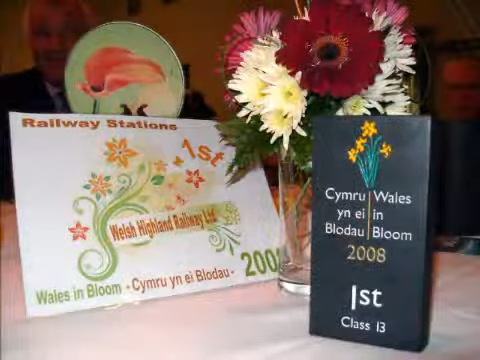 Railway Stations
1st
Welsh Highland Railway Ltd.
Wales in Bloom - Cymru yn ei Blodau -
Cymru Wales
yn ei in
Blodau Bloom
2008
1st
Class 13